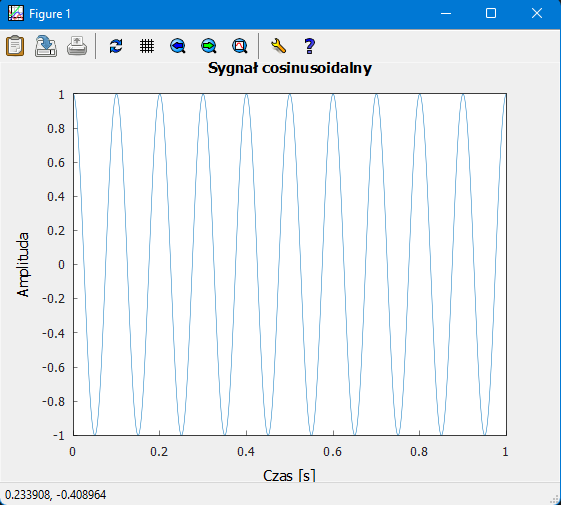 Figure 1
Sygnał cosinusoidalny
1
0.8
0.6
0.4
0.2
0
-0.2
-0.4
-0.6
-0.8
-1
Amplituda
0 0.2 0.4 0.6 0.8 1
Czas [s]
0.233908, -0.408964